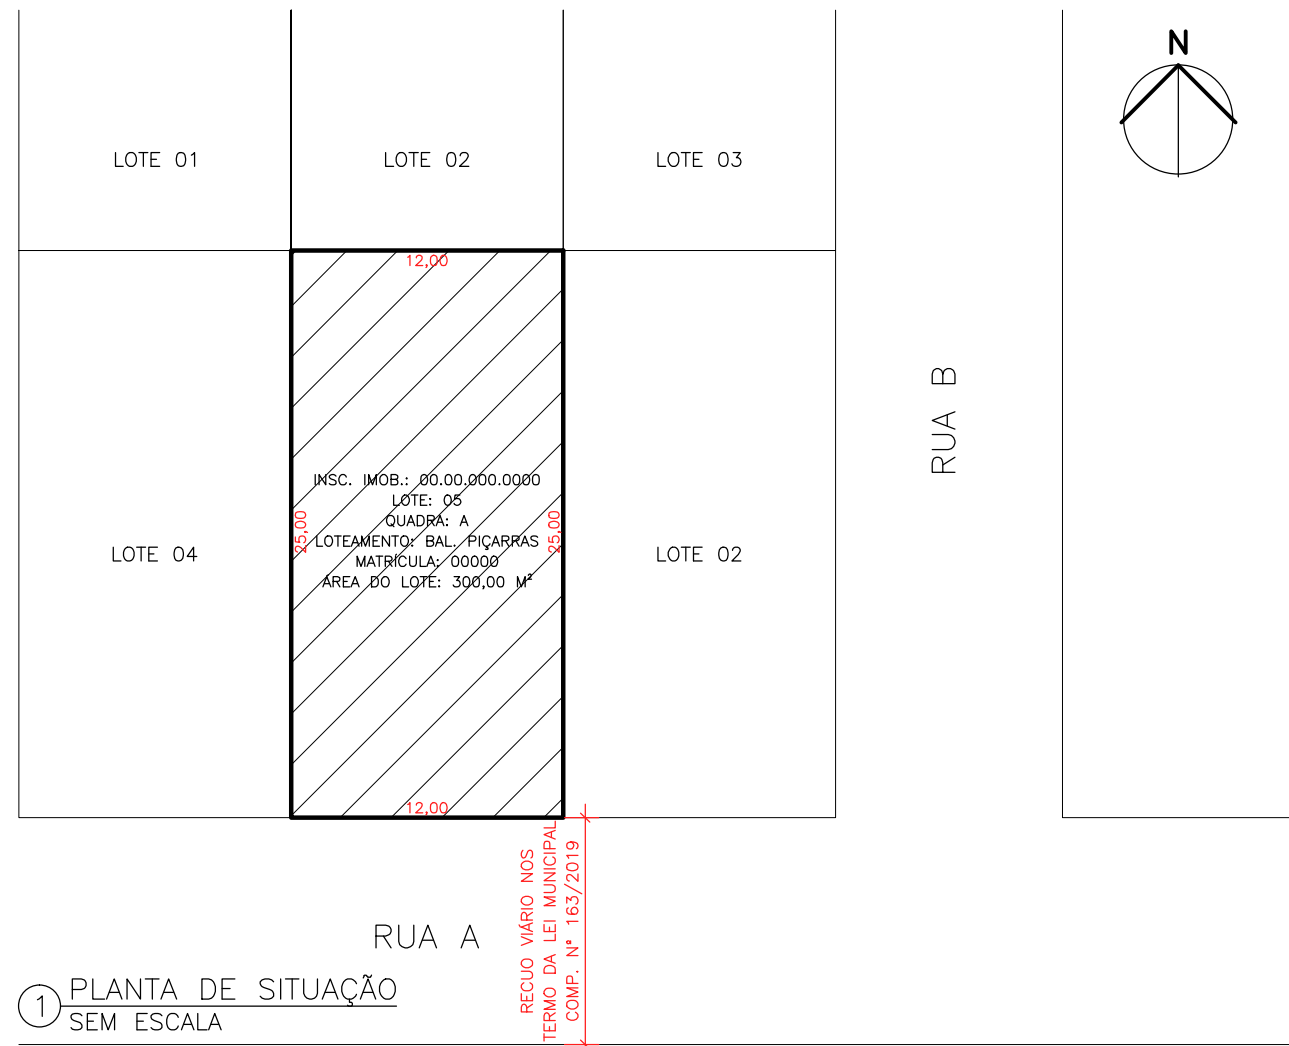 N
LOTE 01
LOTE 02
LOTE 03
12,00
RUA B
INSC. IMOB.: 00.00.000.0000
LOTE: 05
QUADRA: A
LOTEAMENTO: BAL. PIÇARRAS
MATRÍCULA: 00000
ÁREA DO LOTE: 300,00 M²
25,00
25,00
LOTE 04
LOTE 02
12,00
RECUO VIÁRIO NOS
TERMO DA LEI MUNICIPAL
COMP. N° 163/2019
RUA A
1
PLANTA DE SITUAÇÃO
SEM ESCALA